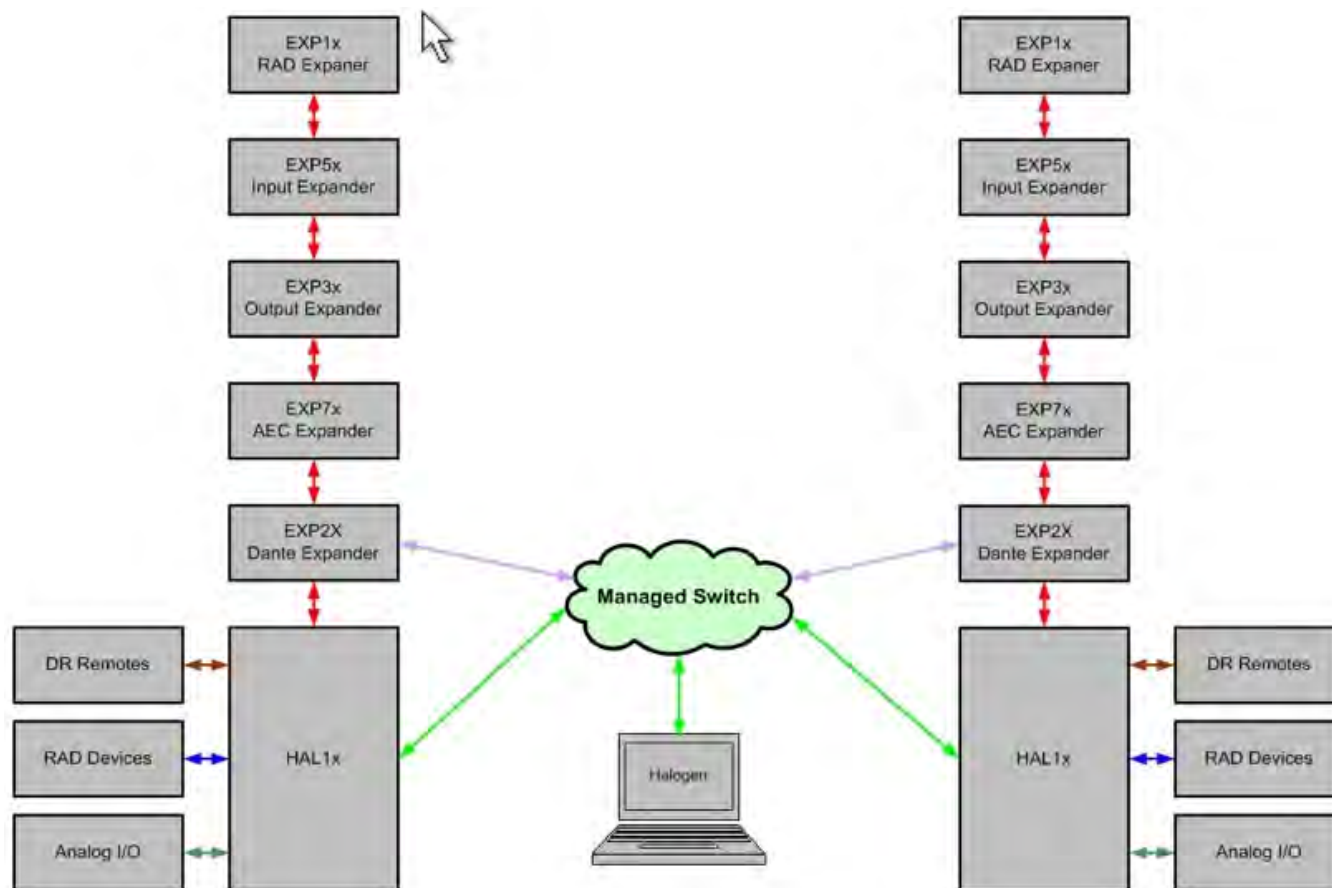 EXP1x
RAD Expaner
EXP5x
Input Expander
EXP3x
Output Expander
EXP7x
AEC Expander
EXP2X
Dante Expander
DR Remotes
RAD Devices
Analog I/O
HAL1x
Managed Switch
Halogen
EXP1x
RAD Expaner
EXP5x
Input Expander
EXP3x
Output Expander
EXP7x
AEC Expander
EXP2X
Dante Expander
HAL1x
DR Remotes
RAD Devices
Analog I/O